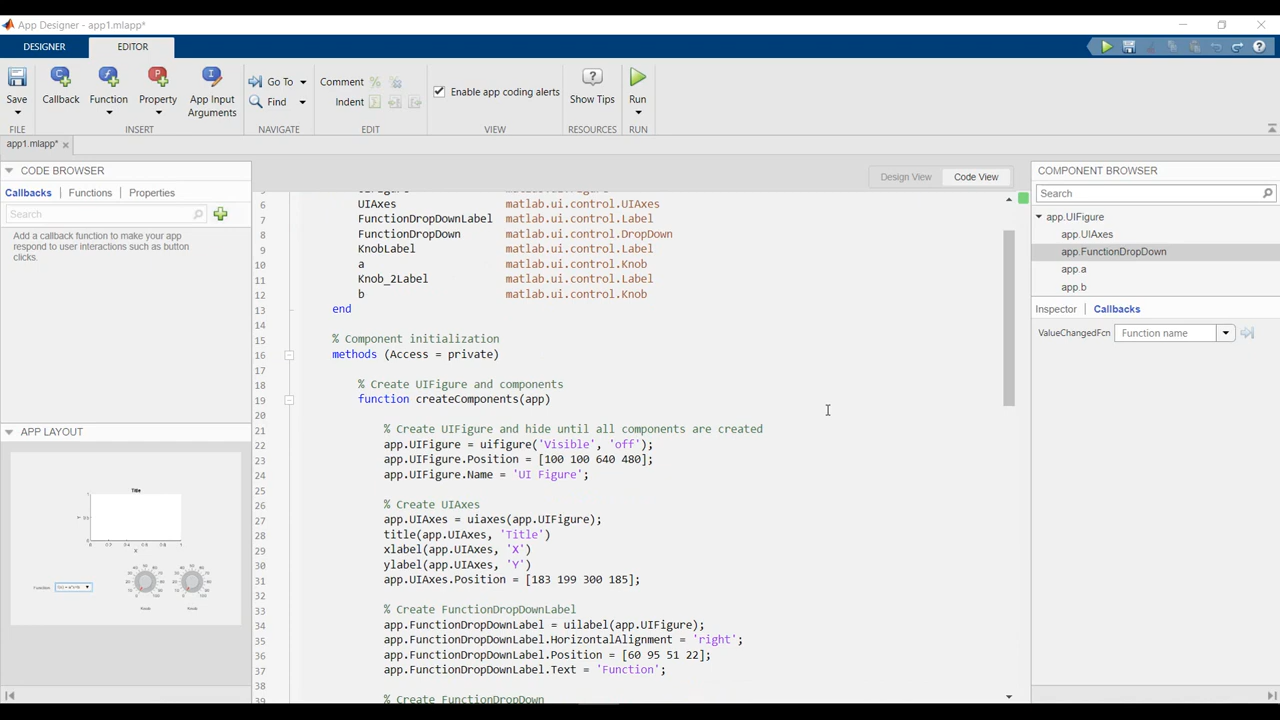 App Designer - app1.mlapp*
DESIGNER
EDITOR
Save
Callback
Function
Property
App Input
Arguments
Go To
Find
Comment
Indent
Enable app coding alerts
Show Tips
Run
FILE
INSERT
NAVIGATE
EDIT
VIEW
RESOURCES
RUN
app1.mlapp*
CODE BROWSER
Callbacks
Functions
Properties
Search
Add a callback function to make your app
respond to user interactions such as button
clicks.
APP LAYOUT
Title
Function
Knob
Knob
Design View
Code View
6 UIAxes matlab.ui.control.UIAxes
7 FunctionDropDownLabel matlab.ui.control.Label
8 FunctionDropDown matlab.ui.control.DropDown
9 KnobLabel matlab.ui.control.Label
10 a matlab.ui.control.Knob
11 Knob_2Label matlab.ui.control.Label
12 b matlab.ui.control.Knob
13 end
14
15 % Component initialization
16 methods (Access = private)
17
18 % Create UIFigure and components
19 function createComponents(app)
20
21 % Create UIFigure and hide until all components are created
22 app.UIFigure = uifigure('Visible', 'off');
23 app.UIFigure.Position = [100 100 640 480];
24 app.UIFigure.Name = 'UI Figure';
25
26 % Create UIAxes
27 app.UIAxes = uiaxes(app.UIFigure);
28 title(app.UIAxes, 'Title')
29 xlabel(app.UIAxes, 'X')
30 ylabel(app.UIAxes, 'Y')
31 app.UIAxes.Position = [183 199 300 185];
32
33 % Create FunctionDropDownLabel
34 app.FunctionDropDownLabel = uilabel(app.UIFigure);
35 app.FunctionDropDownLabel.HorizontalAlignment = 'right';
36 app.FunctionDropDownLabel.Position = [60 95 51 22];
37 app.FunctionDropDownLabel.Text = 'Function';
38
39 % Create FunctionDropDown
COMPONENT BROWSER
Search
app.UIFigure
app.UIAxes
app.FunctionDropDown
app.a
app.b
Inspector
Callbacks
ValueChangedFcn
Function name